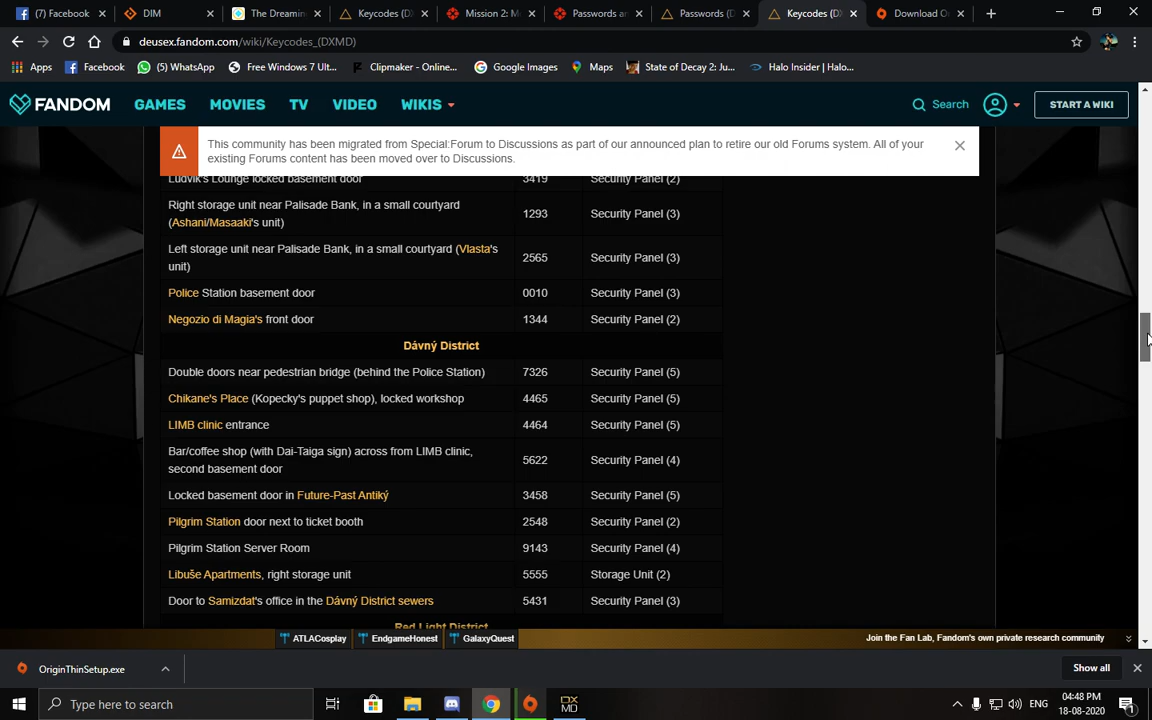 (7) Facebook
DIM
The Dreamin
Keycodes (D
Mission 2: M
Passwords a
Passwords (D
Keycodes (D
Download O
deusex.fandom.com/wiki/Keycodes_(DXMD)
Apps
Facebook
(5) WhatsApp
Free Windows 7 Ult...
Clipmaker - Online...
Google Images
Maps
State of Decay 2: Ju...
Halo Insider | Halo...
FANDOM
GAMES
MOVIES
TV
VIDEO
WIKIS
Search
START A WIKI
This community has been migrated from Special:Forum to Discussions as part of our announced plan to retire our old Forums system. All of your
existing Forums content has been moved over to Discussions.
Ludvik's Lounge locked basement door 3419 Security Panel (2)
Right storage unit near Palisade Bank, in a small courtyard
(Ashani/Masaaki's unit) 1293 Security Panel (3)
Left storage unit near Palisade Bank, in a small courtyard (Vlasta's
unit) 2565 Security Panel (3)
Police Station basement door 0010 Security Panel (3)
Negozio di Magia's front door 1344 Security Panel (2)
Dávný District
Double doors near pedestrian bridge (behind the Police Station) 7326 Security Panel (5)
Chikane's Place (Kopecky's puppet shop), locked workshop 4465 Security Panel (5)
LIMB clinic entrance 4464 Security Panel (5)
Bar/coffee shop (with Dai-Taiga sign) across from LIMB clinic,
second basement door 5622 Security Panel (4)
Locked basement door in Future-Past Antiký 3458 Security Panel (5)
Pilgrim Station door next to ticket booth 2548 Security Panel (2)
Pilgrim Station Server Room 9143 Security Panel (4)
Libuše Apartments, right storage unit 5555 Storage Unit (2)
Door to Samizdat's office in the Dávný District sewers 5431 Security Panel (3)
Red Light District
ATLACosplay
EndgameHonest
GalaxyQuest
Join the Fan Lab, Fandom's own private research community
OriginThinSetup.exe
Show all
Type here to search
DX
MD
ENG
04:48 PM
18-08-2020
1